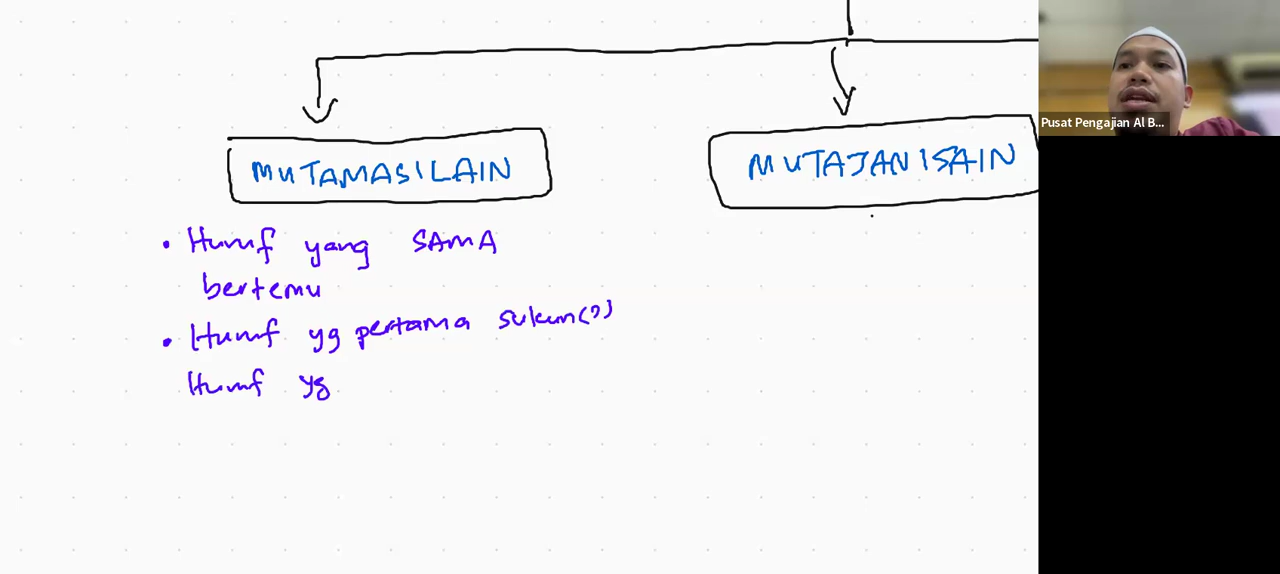 MUTAMASILAIN
MUTAJANISAIN
• Huruf yang SAMA
bertemu
• Huruf yg pertama sukun(ْ)
Huruf yg
Pusat Pengajian Al B...